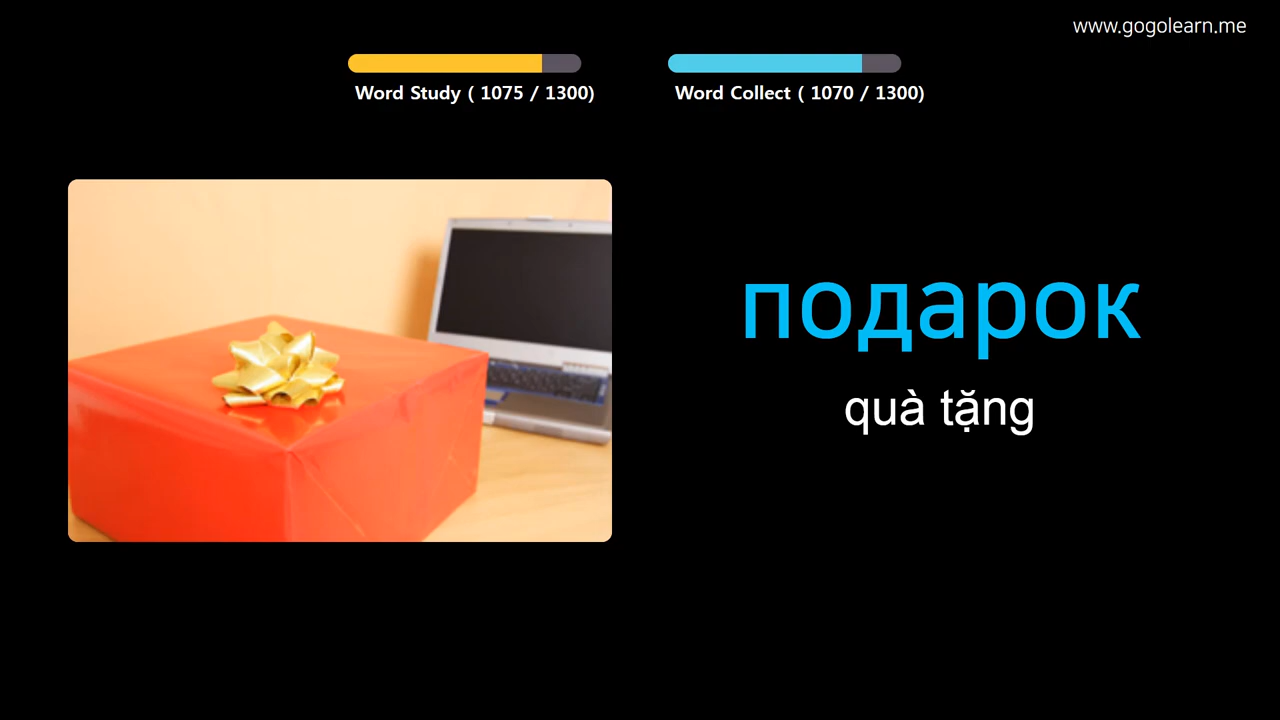 www.gogolearn.me
Word Study ( 1075 / 1300)
Word Collect ( 1070 / 1300)
подарок
quà tặng